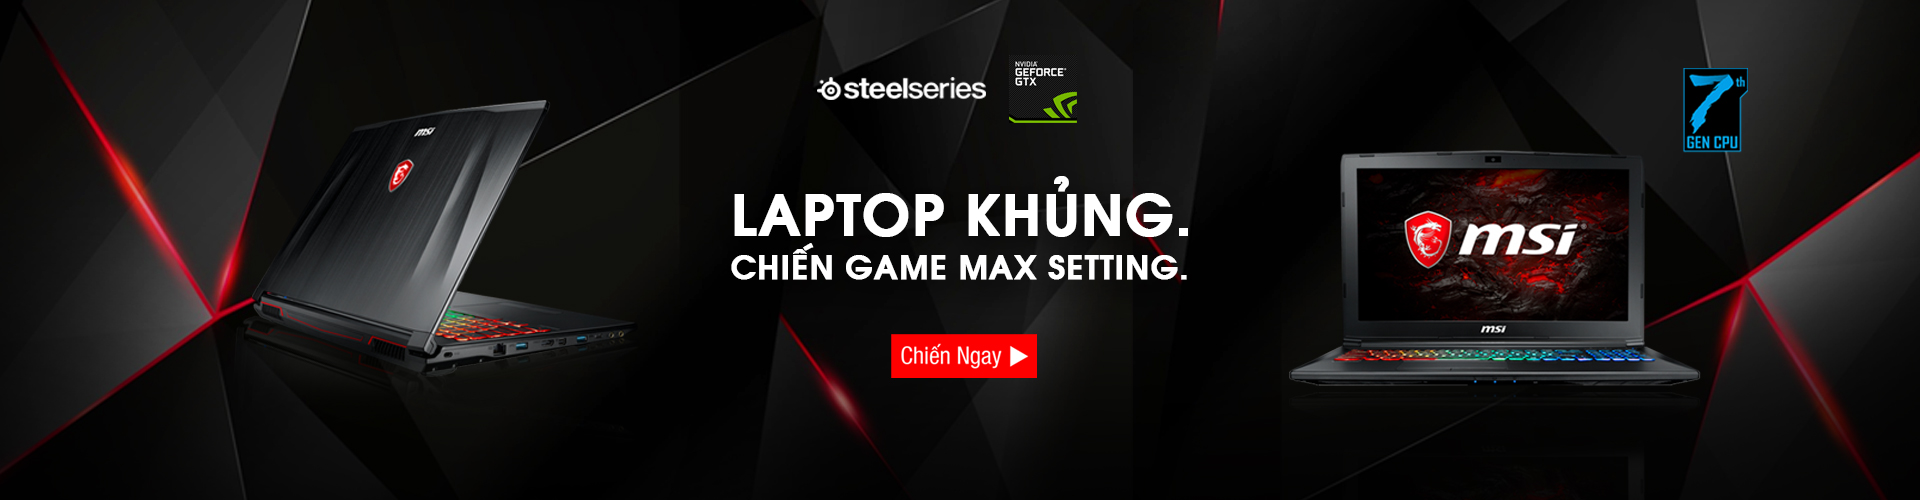 steelseries
NVIDIA®
GEFORCE®
GTX
7th
GEN CPU
msi
LAPTOP KHỦNG.
CHIẾN GAME MAX SETTING.
msi
msi
Chiến Ngay